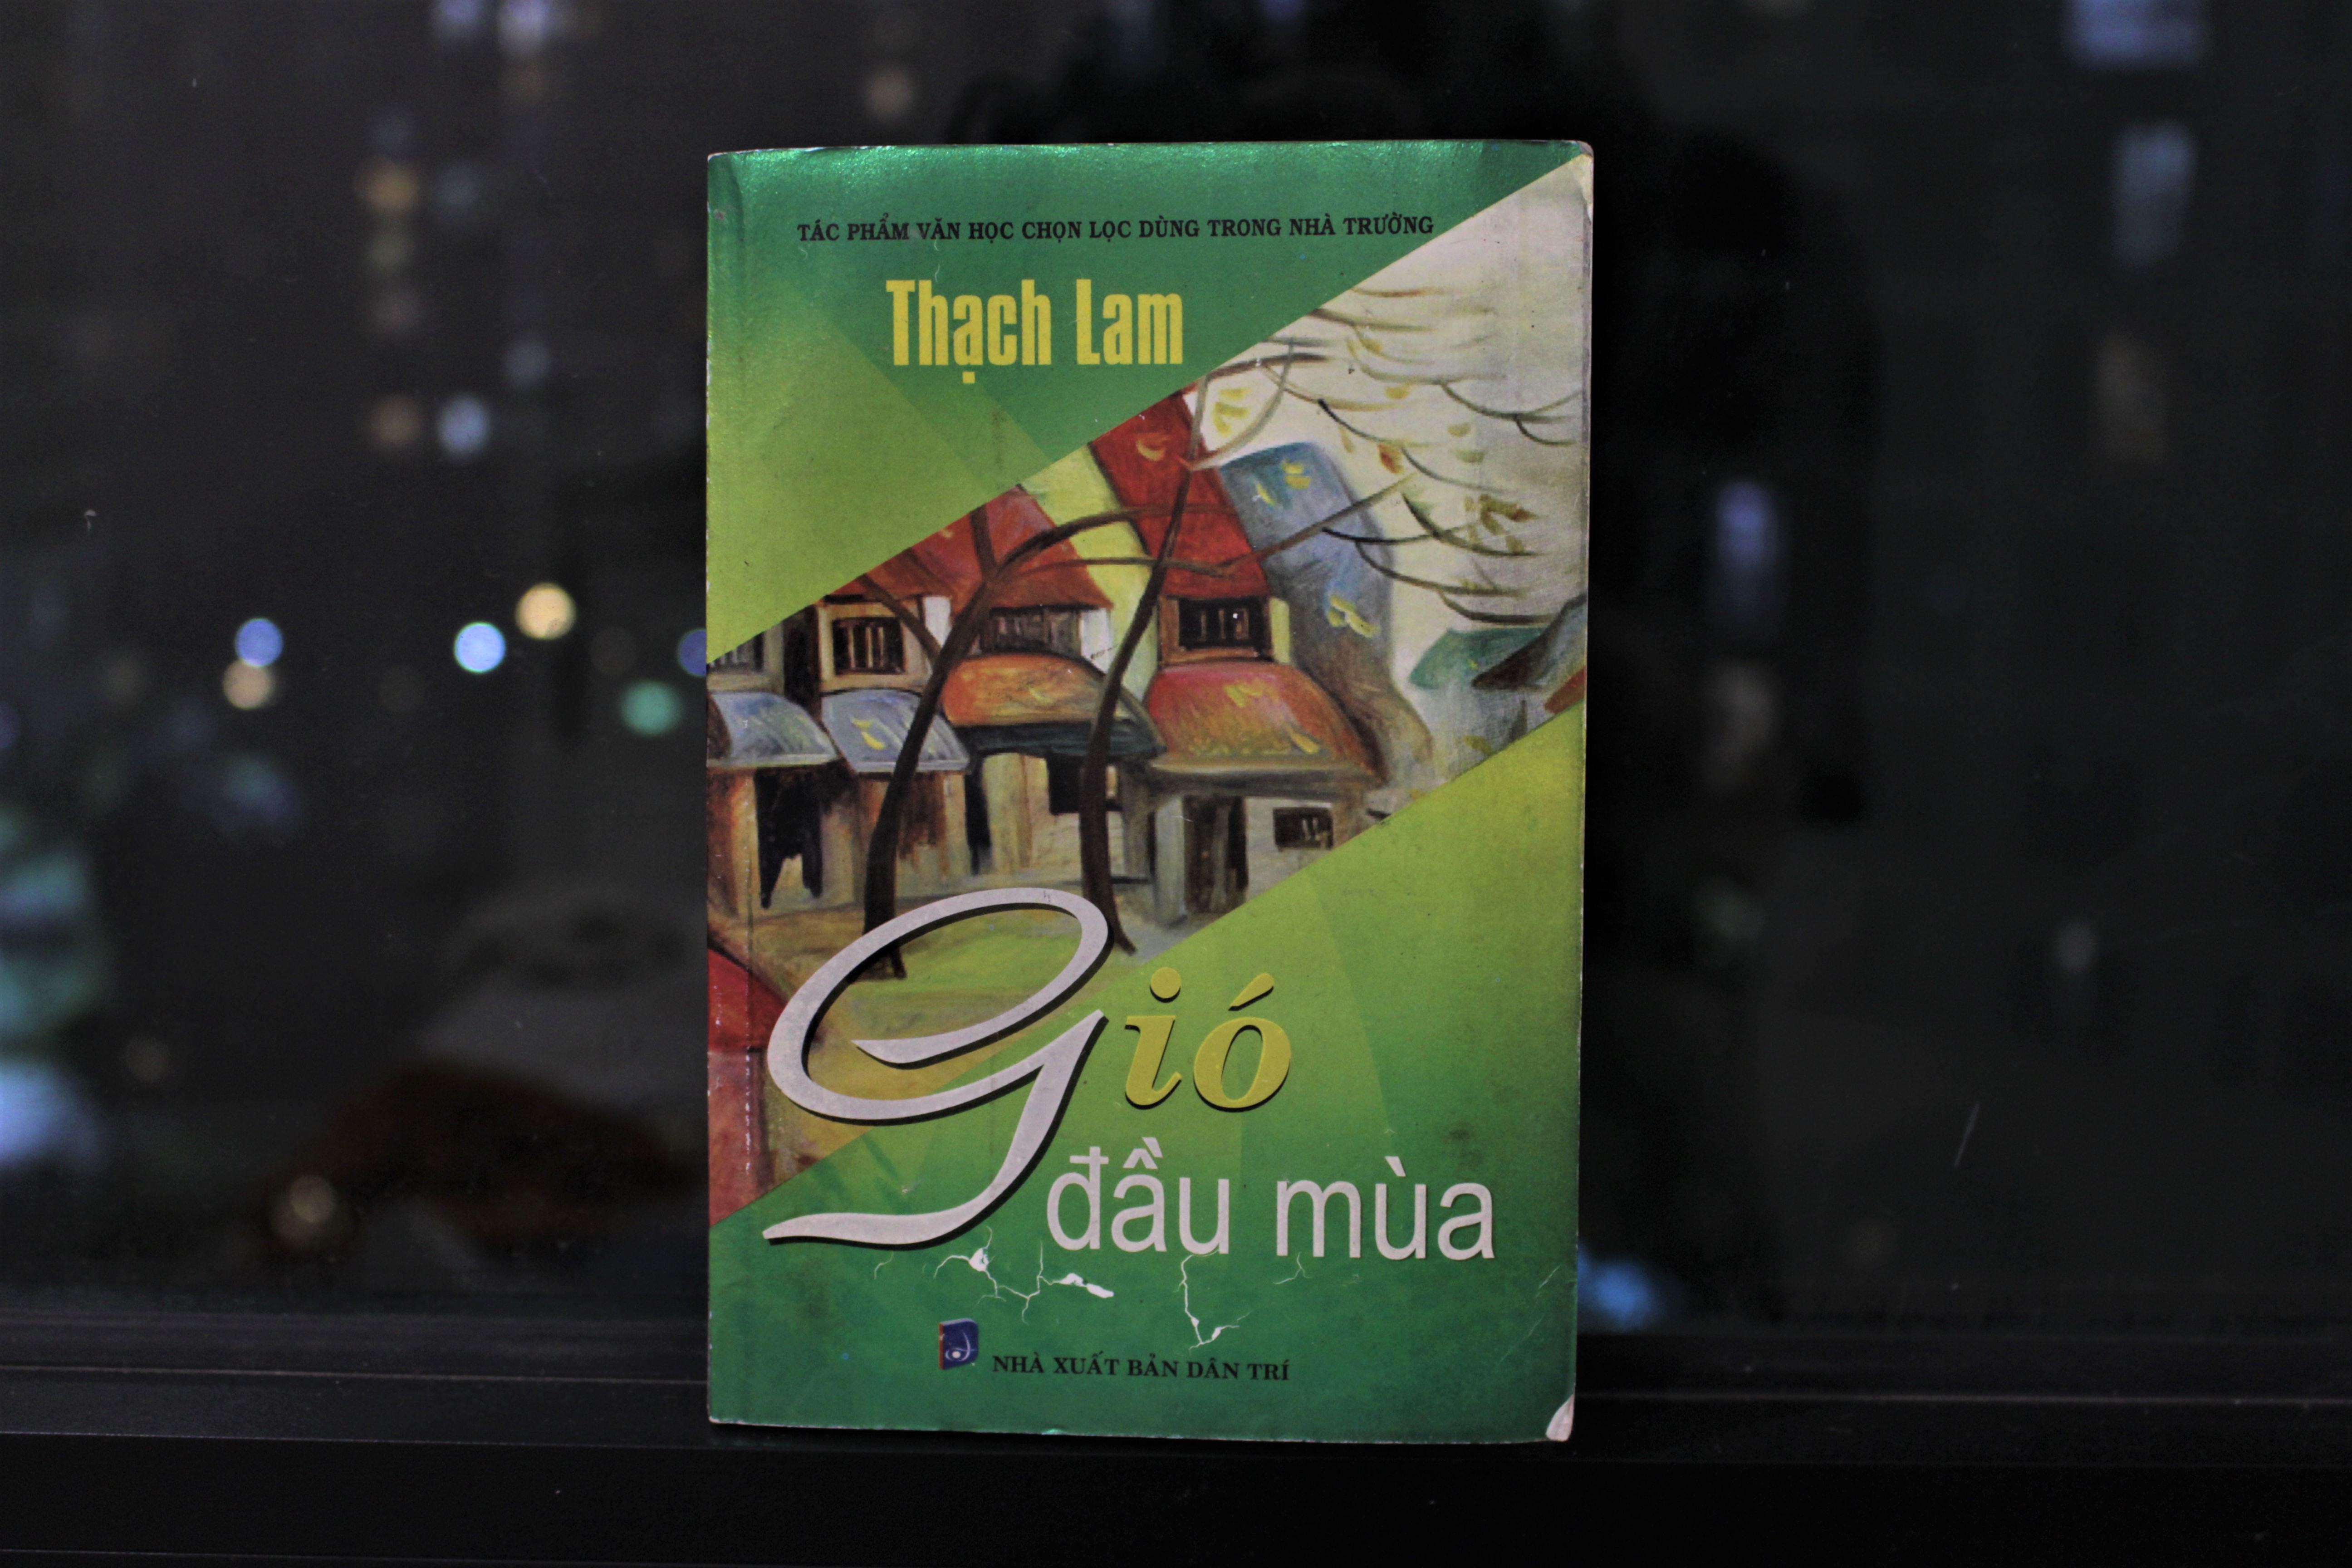 TÁC PHẨM VĂN HỌC CHỌN LỌC DÙNG TRONG NHÀ TRƯỜNG
Thạch Lam
Gió
đầu mùa
NHÀ XUẤT BẢN DÂN TRÍ